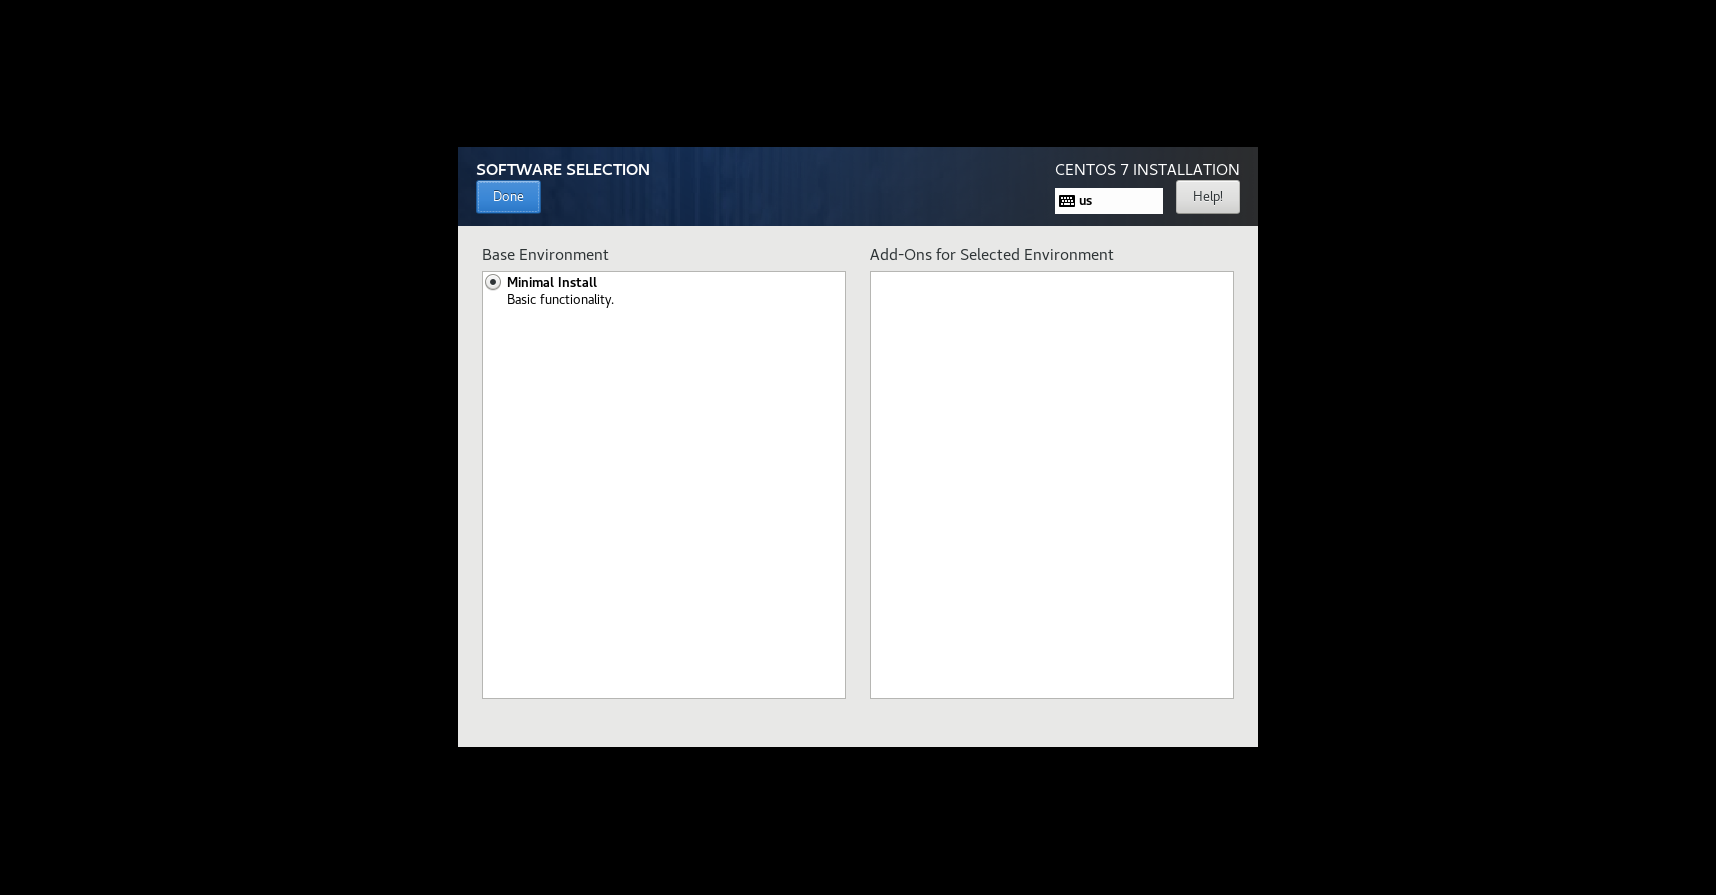 SOFTWARE SELECTION
CENTOS 7 INSTALLATION
Done
us
Help!
Base Environment
Add-Ons for Selected Environment
Minimal Install
Basic functionality.